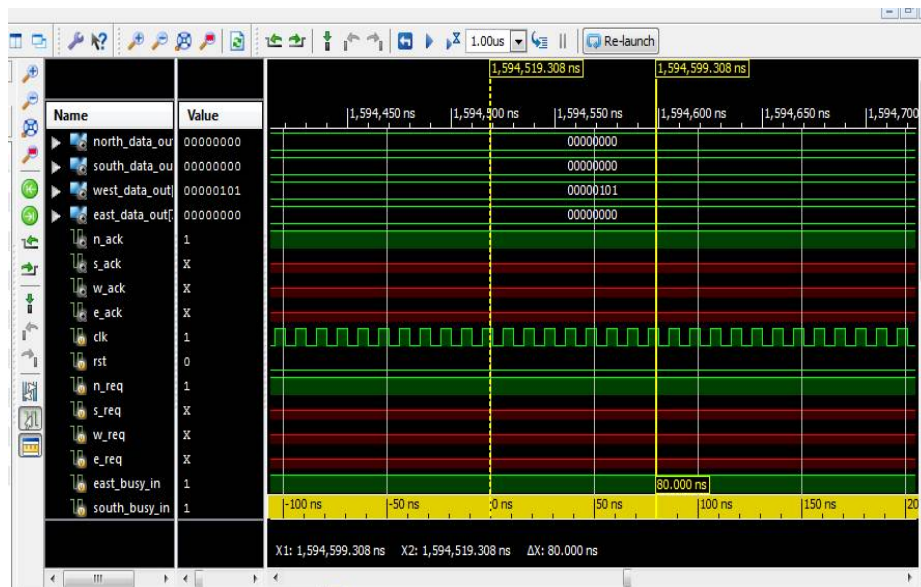 1.00us
Re-launch
1,594,519.308 ns 1,594,599.308 ns
Name Value
1,594,450 ns 1,594,500 ns 1,594,550 ns 1,594,600 ns 1,594,650 ns 1,594,700
north_data_ou 00000000 00000000
south_data_ou 00000000 00000000
west_data_out[ 00000101 00000101
east_data_out[. 00000000 00000000
n_ack 1
s_ack X
w_ack X
e_ack X
clk 1
rst 0
n_req 1
s_req X
w_req X
e_req X
east_busy_in 1 80.000 ns
south_busy_in 1 -100 ns -50 ns 0 ns 50 ns 100 ns 150 ns 20
X1: 1,594,599.308 ns X2: 1,594,519.308 ns ΔX: 80.000 ns